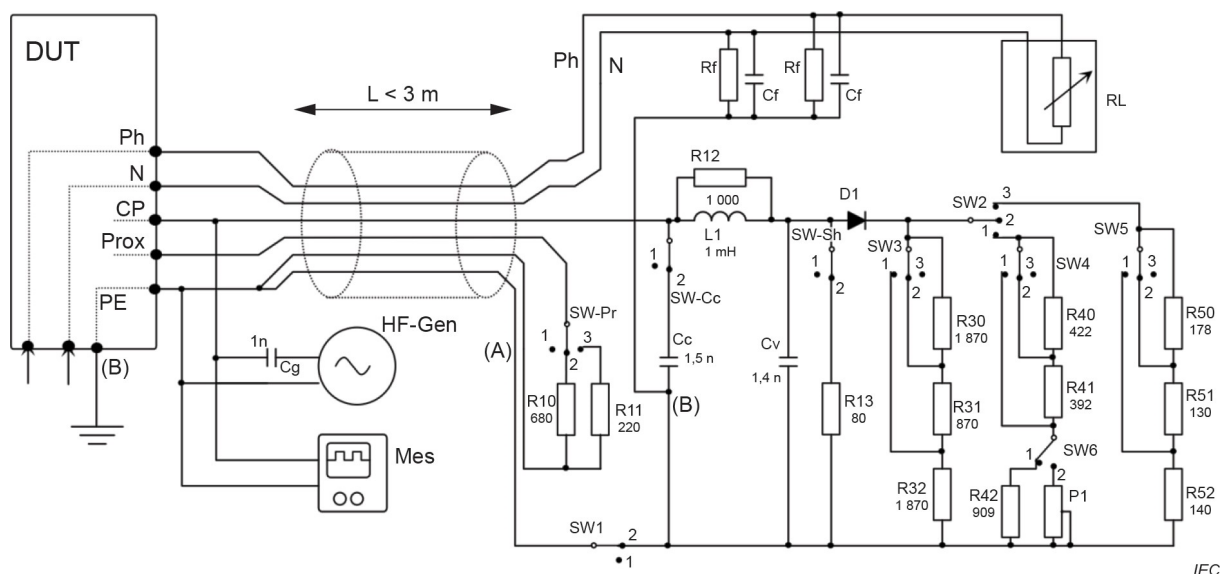 DUT
Ph
N
CP
Prox
PE
(B)
L < 3 m
Ph
N
Rf
Cf
Rf
Cf
RL
R12
1 000
L1
1 mH
D1
1
2
SW-Cc
Cc
1,5 n
(B)
Cv
1,4 n
SW-Sh
1
2
R13
80
SW3
1
3
2
R30
1 870
R31
870
R32
1 870
SW2
3
2
1
SW4
1
3
2
R40
422
R41
392
SW6
1
2
R42
909
P1
SW5
1
3
2
R50
178
R51
130
R52
140
HF-Gen
1n
Cg
Mes
(A)
SW-Pr
1
3
2
R10
680
R11
220
SW1
2
1
IEC